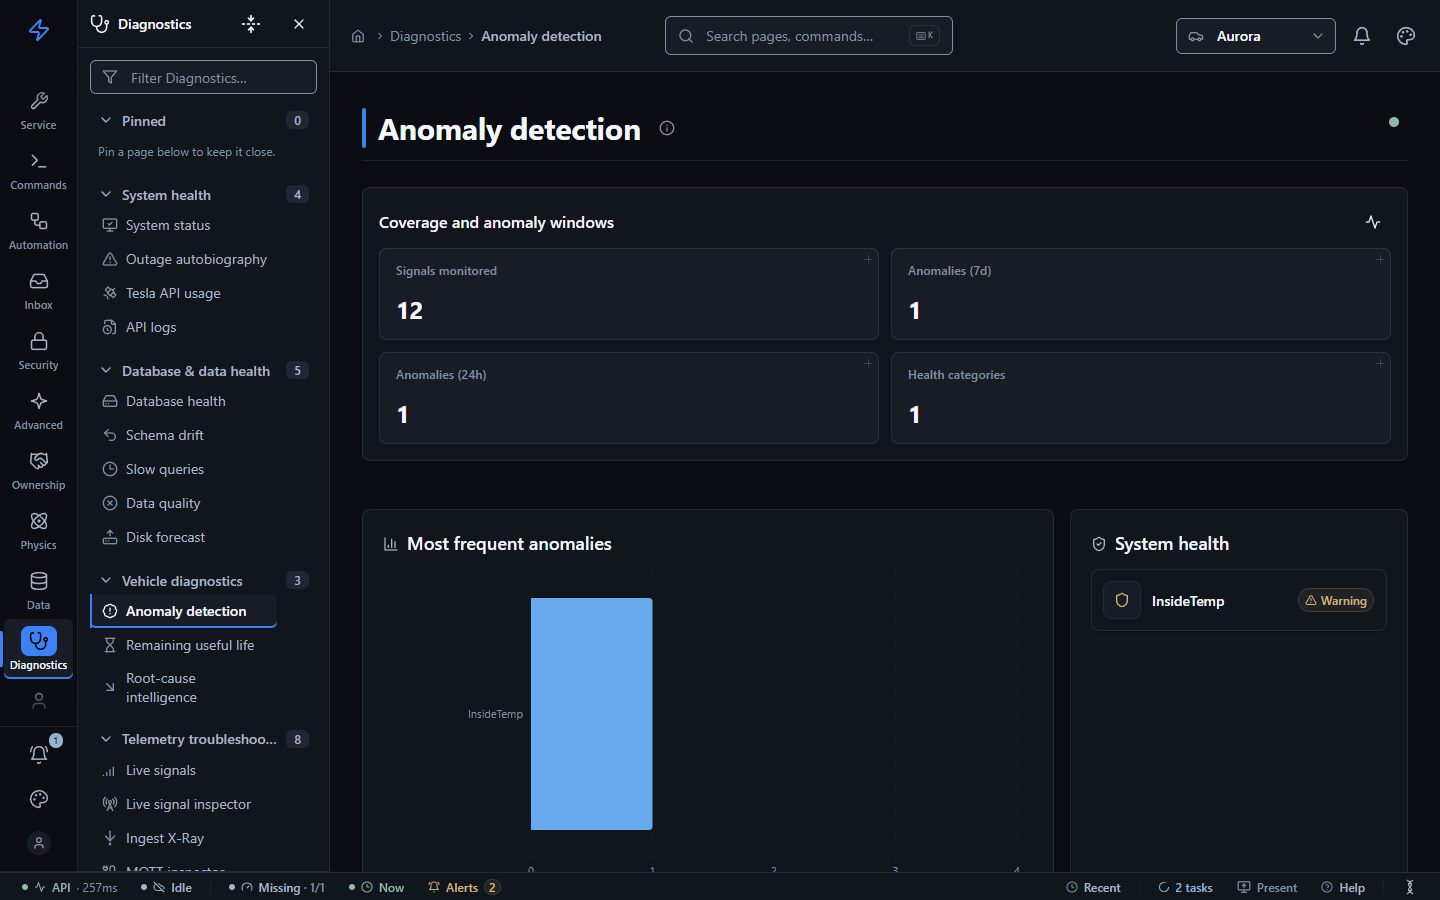 Service
Commands
Automation
Inbox
Security
Advanced
Ownership
Physics
Data
Diagnostics
1
Diagnostics
Filter Diagnostics...
Pinned 0
Pin a page below to keep it close.
System health 4
System status
Outage autobiography
Tesla API usage
API logs
Database & data health 5
Database health
Schema drift
Slow queries
Data quality
Disk forecast
Vehicle diagnostics 3
Anomaly detection
Remaining useful life
Root-cause
intelligence
Telemetry troubleshoo... 8
Live signals
Live signal inspector
Ingest X-Ray
MQTT inspector
Diagnostics
Anomaly detection
Search pages, commands... K
Aurora
Anomaly detection
Coverage and anomaly windows
Signals monitored
12
Anomalies (7d)
1
Anomalies (24h)
1
Health categories
1
Most frequent anomalies
InsideTemp
0 1 2 3 4
System health
InsideTemp Warning
API · 257ms
Idle
Missing · 1/1
Now
Alerts 2
Recent
2 tasks
Present
Help